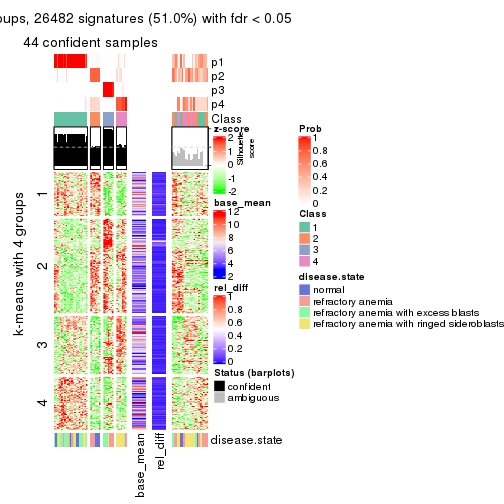 oups, 26482 signatures (51.0%) with fdr < 0.05
44 confident samples
p1
p2
p3
p4
Class
z-score
2
1
0
-1
-2
Silhouette
score
base_mean
12
10
8
6
4
2
rel_diff
1
0.8
0.6
0.4
0.2
0
Status (barplots)
confident
ambiguous
Prob
1
0.8
0.6
0.4
0.2
0
Class
1
2
3
4
disease.state
normal
refractory anemia
refractory anemia with excess blasts
refractory anemia with ringed sideroblasts
k-means with 4 groups
1
2
3
4
base_mean
rel_diff
disease.state